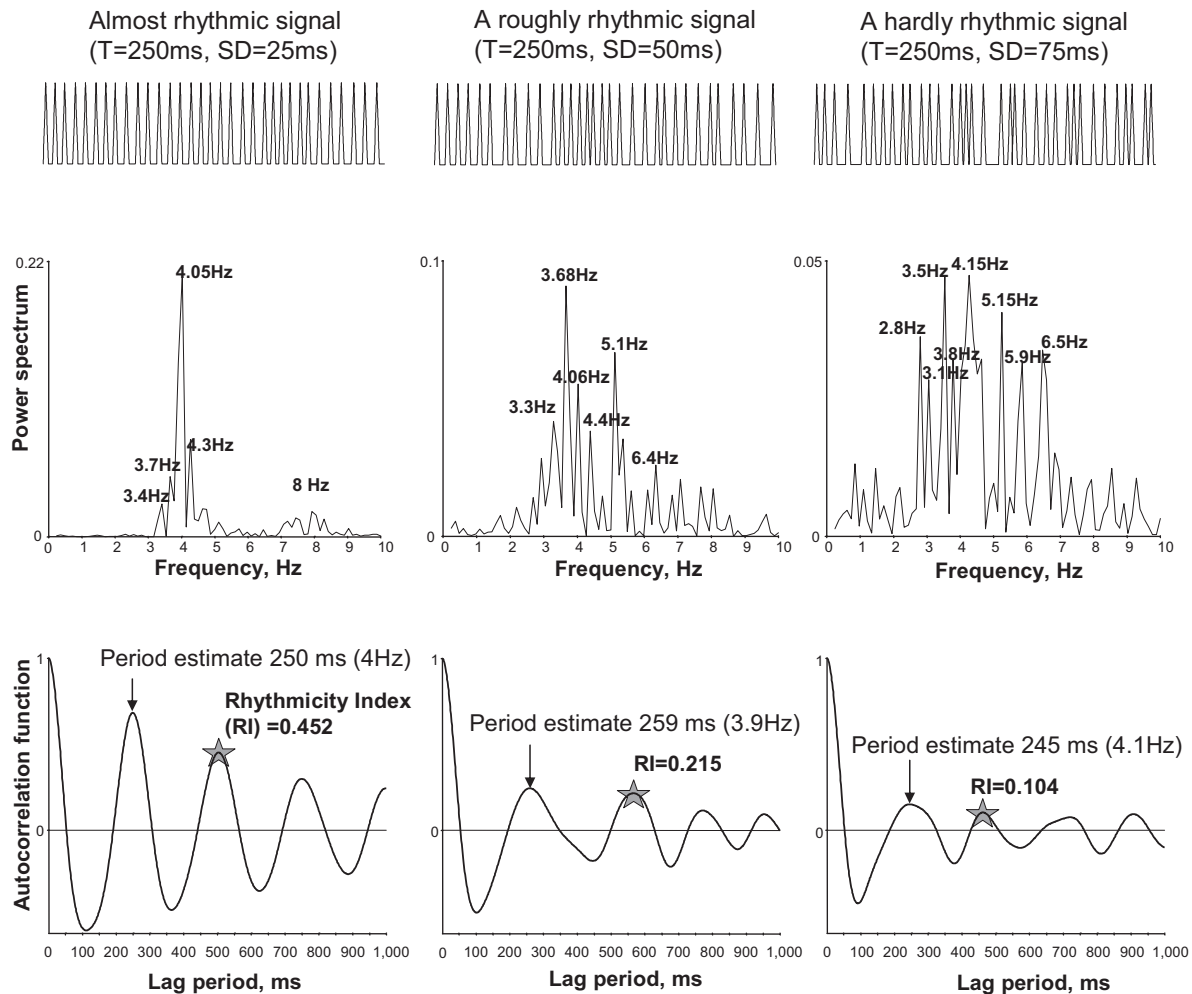 Almost rhythmic signal
(T=250ms, SD=25ms)
A roughly rhythmic signal
(T=250ms, SD=50ms)
A hardly rhythmic signal
(T=250ms, SD=75ms)
Power spectrum
0.22
0
4.05Hz
4.3Hz
3.7Hz
3.4Hz
8 Hz
0 1 2 3 4 5 6 7 8 9 10
Frequency, Hz
0.1
0
3.68Hz
5.1Hz
4.06Hz
3.3Hz
4.4Hz
6.4Hz
0 1 2 3 4 5 6 7 8 9 10
Frequency, Hz
0.05
0
3.5Hz
4.15Hz
5.15Hz
2.8Hz
3.8Hz
3.1Hz
5.9Hz
6.5Hz
0 1 2 3 4 5 6 7 8 9 10
Frequency, Hz
Autocorrelation function
1
0
Period estimate 250 ms (4Hz)
Rhythmicity Index
(RI) =0.452
0 100 200 300 400 500 600 700 800 900 1,000
Lag period, ms
1
0
Period estimate 259 ms (3.9Hz)
RI=0.215
0 100 200 300 400 500 600 700 800 900 1,000
Lag period, ms
1
0
Period estimate 245 ms (4.1Hz)
RI=0.104
0 100 200 300 400 500 600 700 800 900 1,000
Lag period, ms